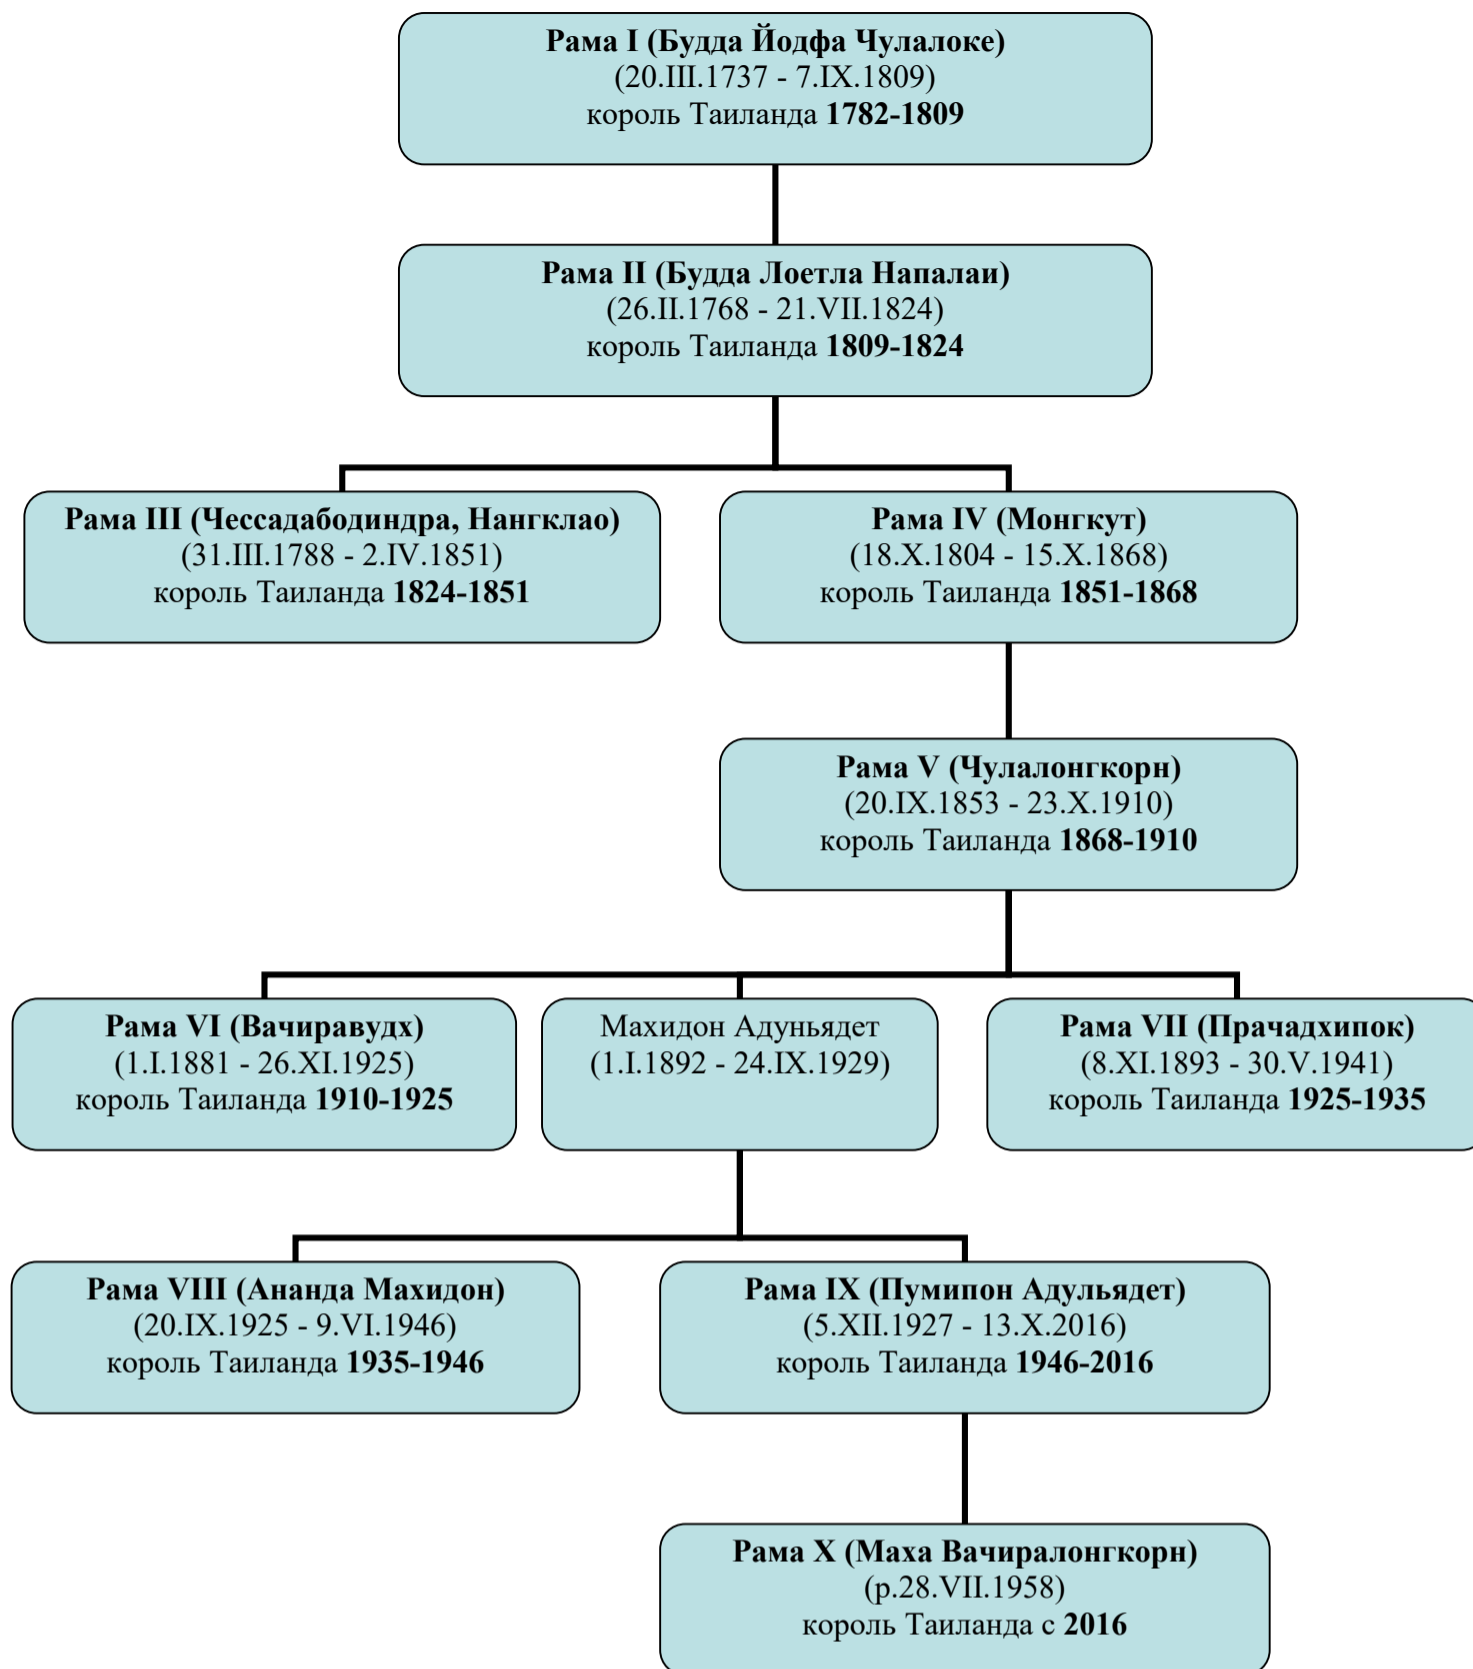 Рама I (Будда Йодфа Чулалоке)
(20.III.1737 - 7.IX.1809)
король Таиланда 1782-1809
Рама II (Будда Лоетла Напалаи)
(26.II.1768 - 21.VII.1824)
король Таиланда 1809-1824
Рама III (Чессадабодиндра, Нангклао)
(31.III.1788 - 2.IV.1851)
король Таиланда 1824-1851
Рама IV (Монгкут)
(18.X.1804 - 15.X.1868)
король Таиланда 1851-1868
Рама V (Чулалонгкорн)
(20.IX.1853 - 23.X.1910)
король Таиланда 1868-1910
Рама VI (Вачиравудх)
(1.I.1881 - 26.XI.1925)
король Таиланда 1910-1925
Махидон Адуньядет
(1.I.1892 - 24.IX.1929)
Рама VII (Прачадхипок)
(8.XI.1893 - 30.V.1941)
король Таиланда 1925-1935
Рама VIII (Ананда Махидон)
(20.IX.1925 - 9.VI.1946)
король Таиланда 1935-1946
Рама IX (Пумипон Адульядет)
(5.XII.1927 - 13.X.2016)
король Таиланда 1946-2016
Рама X (Маха Вачиралонгкорн)
(р.28.VII.1958)
король Таиланда с 2016